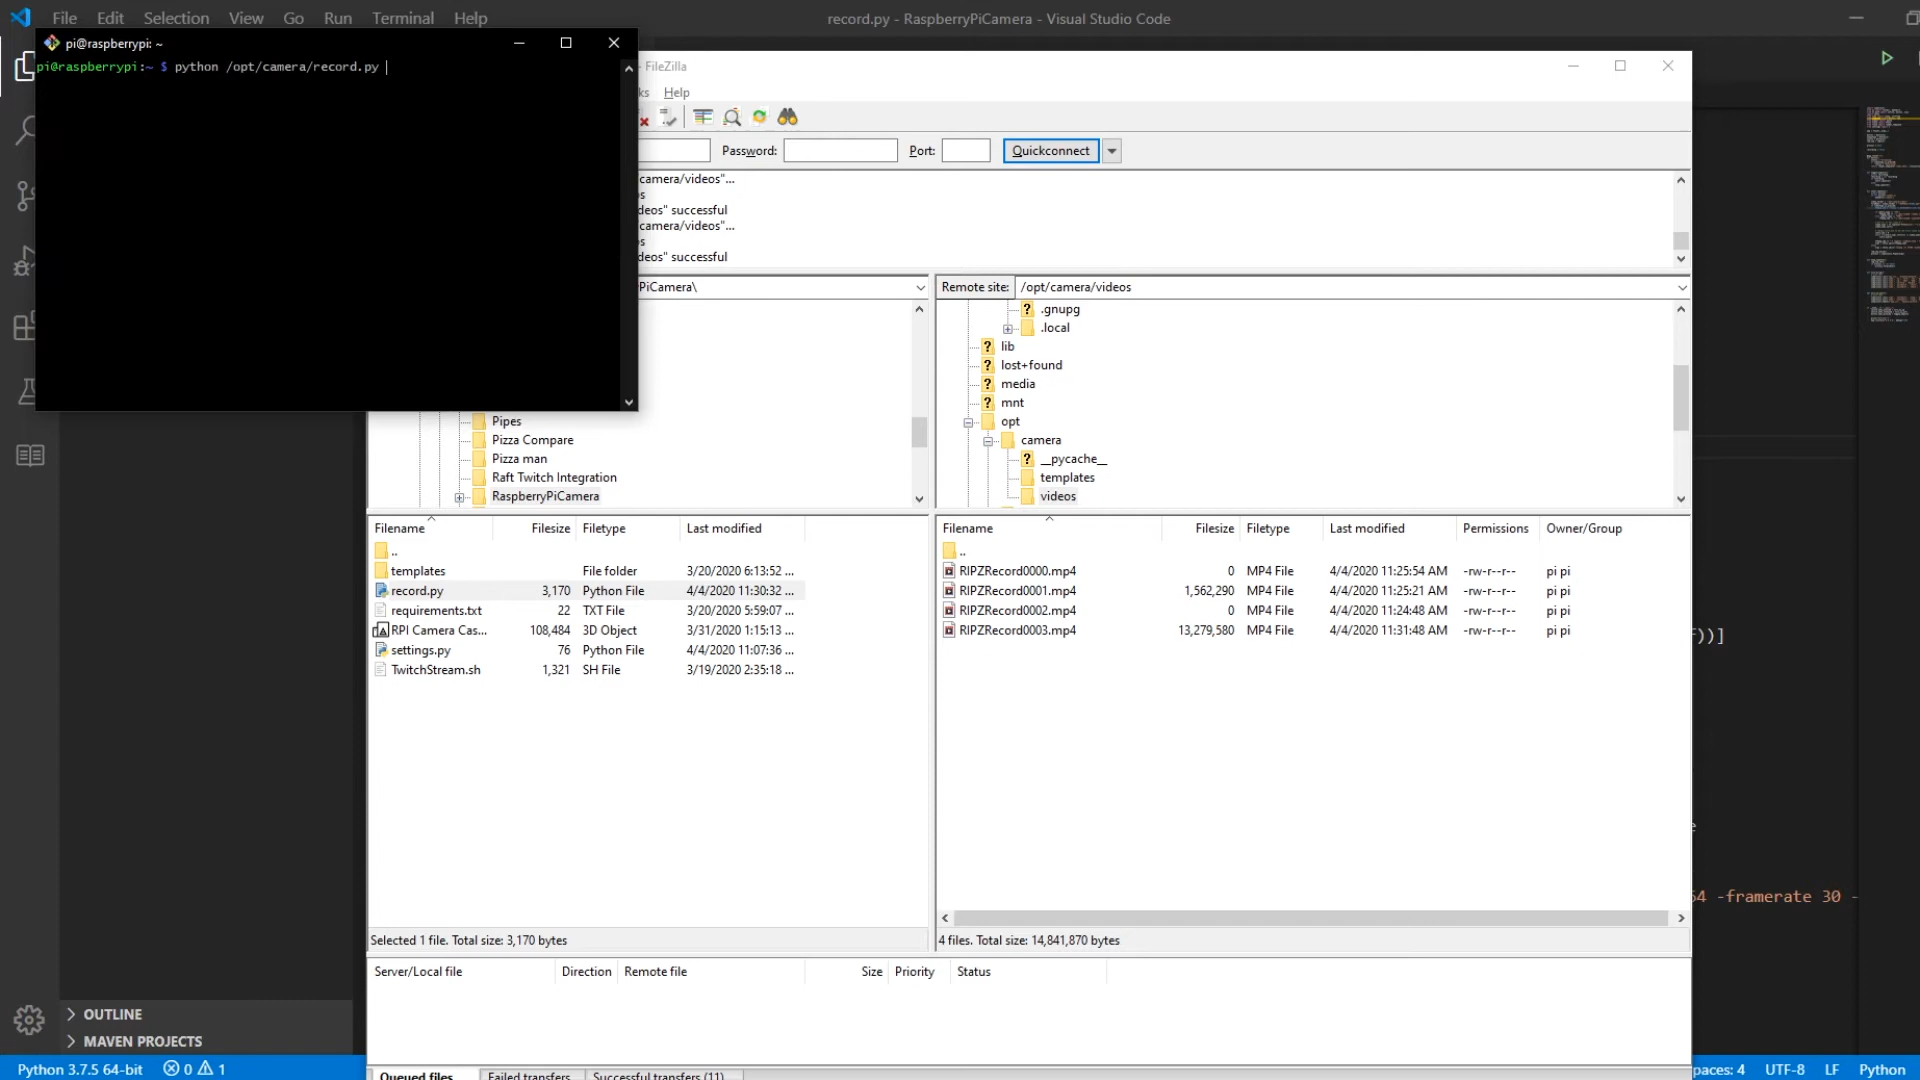 File Edit Selection View Go Run Terminal Help
record.py - RaspberryPiCamera - Visual Studio Code
pi@raspberrypi: ~
pi@raspberrypi:~ $ python /opt/camera/record.py
- FileZilla
ks Help
Password: Port: Quickconnect
camera/videos"...
s
deos" successful
camera/videos"...
s
deos" successful
PiCamera\
Remote site: /opt/camera/videos
.gnupg
.local
lib
lost+found
media
mnt
opt
camera
__pycache__
templates
videos
Pipes
Pizza Compare
Pizza man
Raft Twitch Integration
RaspberryPiCamera
Filename Filesize Filetype Last modified
..
templates File folder 3/20/2020 6:13:52 ...
record.py 3,170 Python File 4/4/2020 11:30:32 ...
requirements.txt 22 TXT File 3/20/2020 5:59:07 ...
RPI Camera Cas... 108,484 3D Object 3/31/2020 1:15:13 ...
settings.py 76 Python File 4/4/2020 11:07:36 ...
TwitchStream.sh 1,321 SH File 3/19/2020 2:35:18 ...
Selected 1 file. Total size: 3,170 bytes
Filename Filesize Filetype Last modified Permissions Owner/Group
..
RIPZRecord0000.mp4 0 MP4 File 4/4/2020 11:25:54 AM -rw-r--r-- pi pi
RIPZRecord0001.mp4 1,562,290 MP4 File 4/4/2020 11:25:21 AM -rw-r--r-- pi pi
RIPZRecord0002.mp4 0 MP4 File 4/4/2020 11:24:48 AM -rw-r--r-- pi pi
RIPZRecord0003.mp4 13,279,580 MP4 File 4/4/2020 11:31:48 AM -rw-r--r-- pi pi
4 files. Total size: 14,841,870 bytes
))]
e
64 -framerate 30 -
Server/Local file Direction Remote file Size Priority Status
Queued files Failed transfers Successful transfers (11)
OUTLINE
MAVEN PROJECTS
Python 3.7.5 64-bit 0 1
paces: 4 UTF-8 LF Python